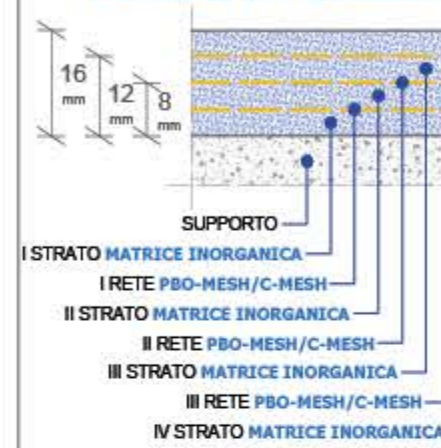 16
mm
12
mm
8
mm
SUPPORTO
I STRATO MATRICE INORGANICA
I RETE PBO-MESH/C-MESH
II STRATO MATRICE INORGANICA
II RETE PBO-MESH/C-MESH
III STRATO MATRICE INORGANICA
III RETE PBO-MESH/C-MESH
IV STRATO MATRICE INORGANICA